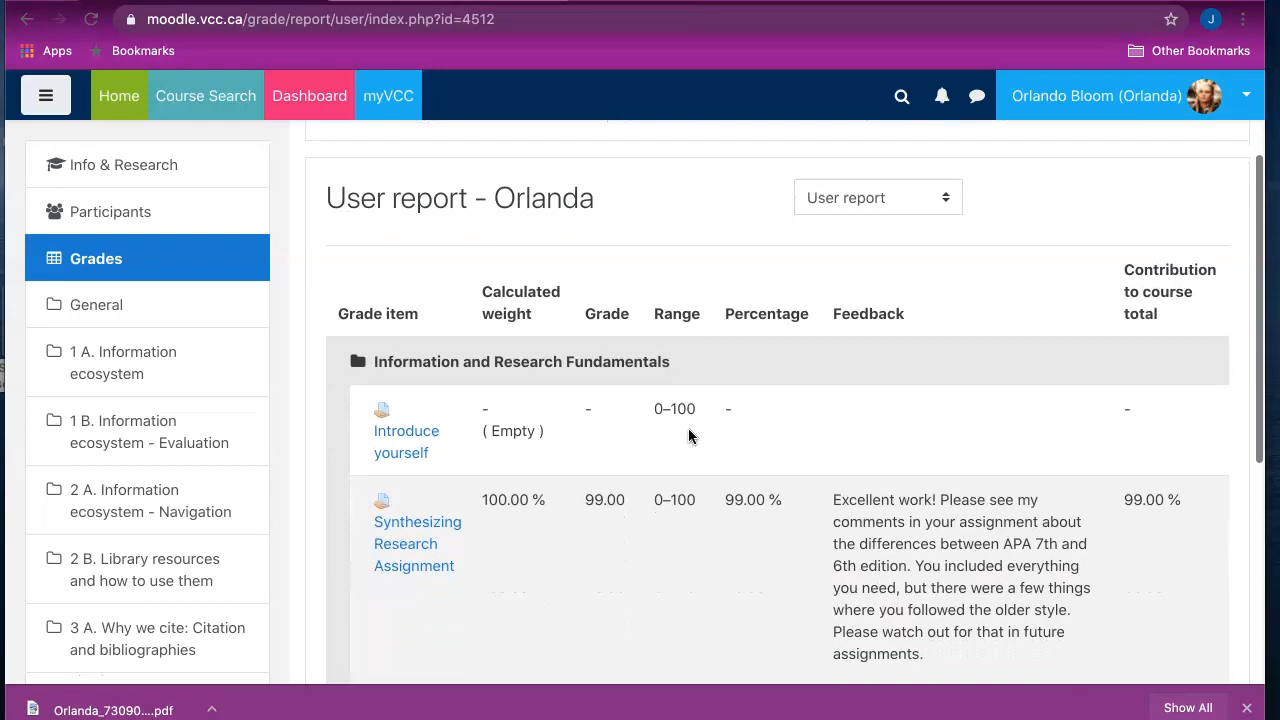 moodle.vcc.ca/grade/report/user/index.php?id=4512
J
Apps
Bookmarks
Other Bookmarks
Home
Course Search
Dashboard
myVCC
Orlando Bloom (Orlanda)
Info & Research
Participants
Grades
General
1 A. Information
ecosystem
1 B. Information
ecosystem - Evaluation
2 A. Information
ecosystem - Navigation
2 B. Library resources
and how to use them
3 A. Why we cite: Citation
and bibliographies
User report - Orlanda
User report
Grade item
Calculated
weight
Grade
Range
Percentage
Feedback
Contribution
to course
total
Information and Research Fundamentals
Introduce
yourself
-
( Empty )
-
0–100
-
-
Synthesizing
Research
Assignment
100.00 %
99.00
0–100
99.00 %
Excellent work! Please see my
comments in your assignment about
the differences between APA 7th and
6th edition. You included everything
you need, but there were a few things
where you followed the older style.
Please watch out for that in future
assignments.
99.00 %
Orlanda_73090....pdf
Show All